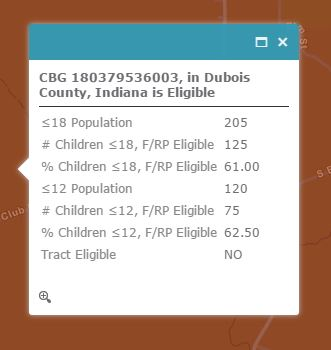 CBG 180379536003, in Dubois
County, Indiana is Eligible
≤18 Population 205
# Children ≤18, F/RP Eligible 125
% Children ≤18, F/RP Eligible 61.00
≤12 Population 120
# Children ≤12, F/RP Eligible 75
% Children ≤12, F/RP Eligible 62.50
Tract Eligible NO
Club